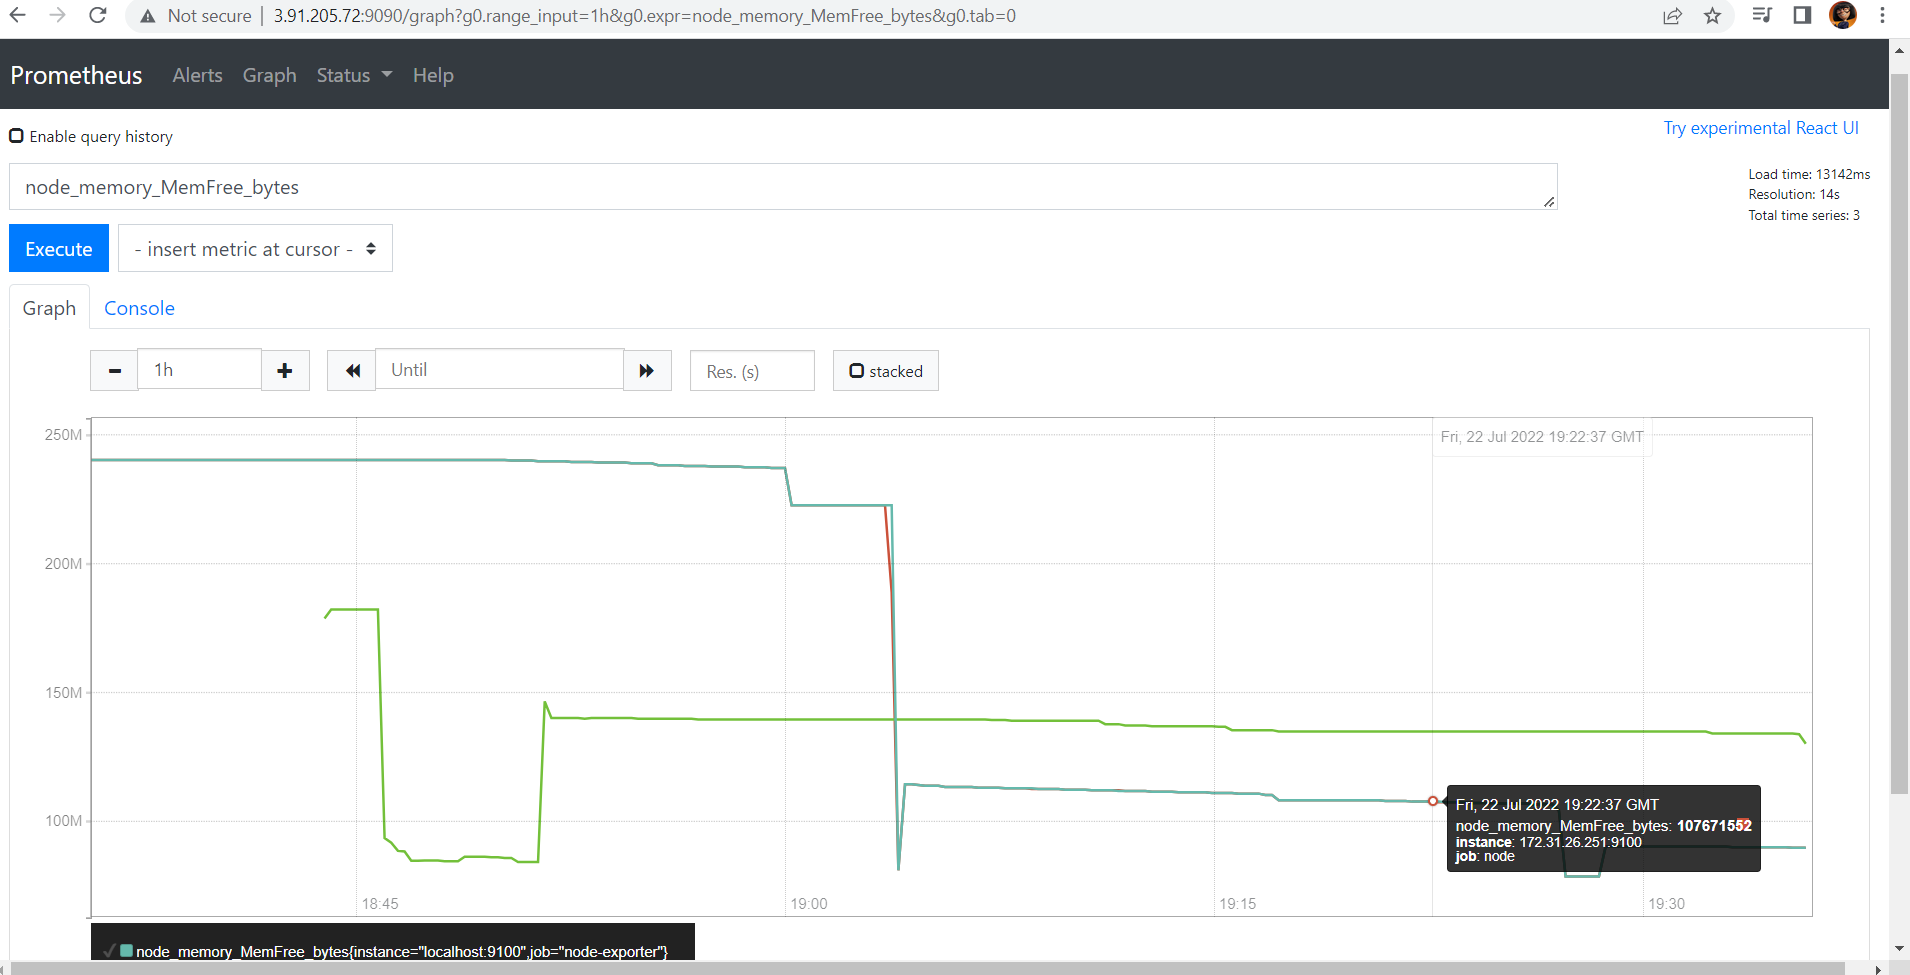 Not secure 3.91.205.72:9090/graph?g0.range_input=1h&g0.expr=node_memory_MemFree_bytes&g0.tab=0
Prometheus Alerts Graph Status Help
Enable query history
Try experimental React UI
node_memory_MemFree_bytes
Load time: 13142ms
Resolution: 14s
Total time series: 3
Execute - insert metric at cursor -
Graph Console
1h Until Res. (s) stacked
250M
Fri, 22 Jul 2022 19:22:37 GMT
200M
150M
100M
Fri, 22 Jul 2022 19:22:37 GMT
node_memory_MemFree_bytes: 107671552
instance: 172.31.26.251:9100
job: node
18:45 19:00 19:15 19:30
node_memory_MemFree_bytes{instance="localhost:9100",job="node-exporter"}